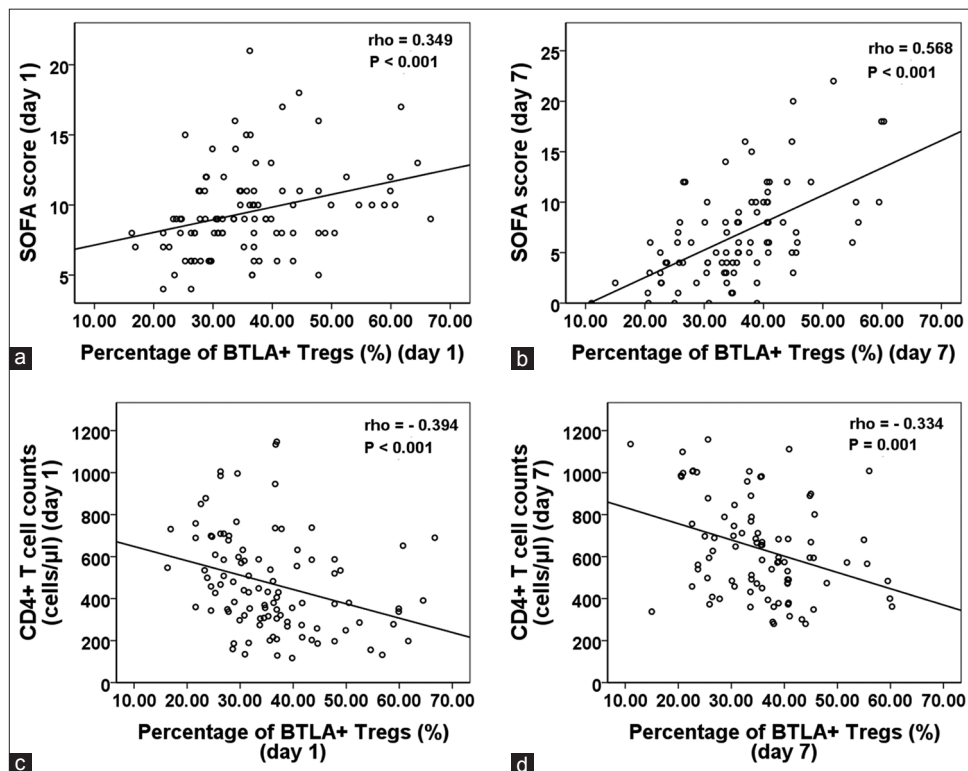 rho = 0.349
P < 0.001
SOFA score (day 1)
20
15
10
5
10.00 20.00 30.00 40.00 50.00 60.00 70.00
Percentage of BTLA+ Tregs (%) (day 1)
a
rho = 0.568
P < 0.001
SOFA score (day 7)
25
20
15
10
5
0
10.00 20.00 30.00 40.00 50.00 60.00 70.00
Percentage of BTLA+ Tregs (%) (day 7)
b
rho = - 0.394
P < 0.001
CD4+ T cell counts
(cells/µl) (day 1)
1200
1000
800
600
400
200
0
10.00 20.00 30.00 40.00 50.00 60.00 70.00
Percentage of BTLA+ Tregs (%)
(day 1)
c
rho = - 0.334
P = 0.001
CD4+ T cell counts
(cells/µl) (day 7)
1200
1000
800
600
400
200
0
10.00 20.00 30.00 40.00 50.00 60.00 70.00
Percentage of BTLA+ Tregs (%)
(day 7)
d